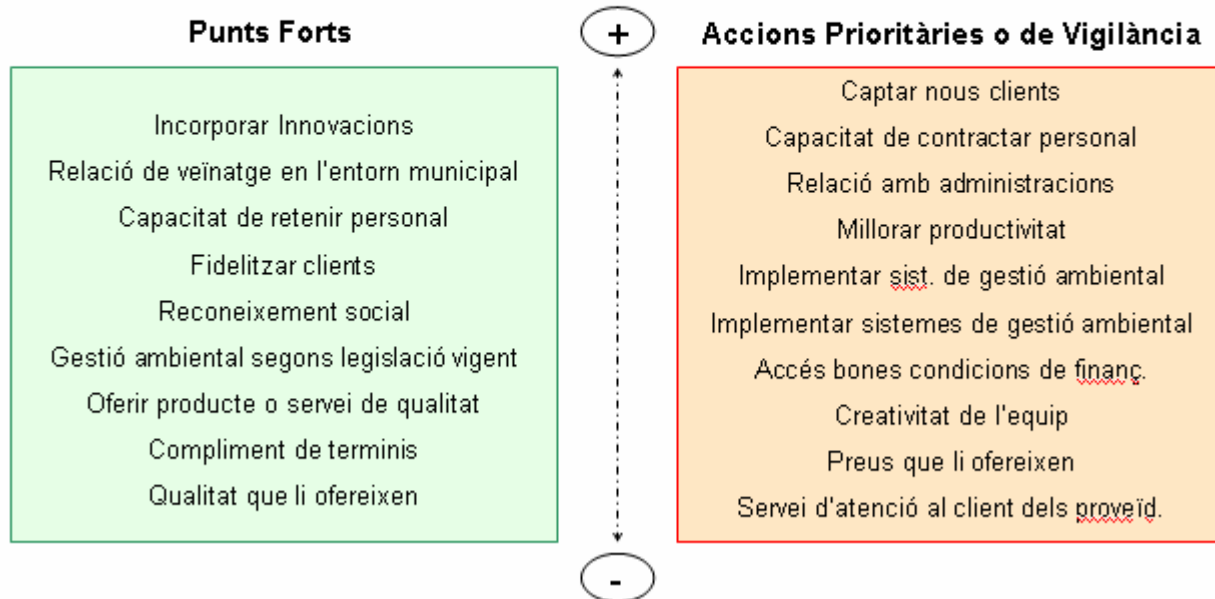 Punts Forts
Incorporar Innovacions
Relació de veïnatge en l'entorn municipal
Capacitat de retenir personal
Fidelitzar clients
Reconeixement social
Gestió ambiental segons legislació vigent
Oferir producte o servei de qualitat
Compliment de terminis
Qualitat que li ofereixen
+
-
Accions Prioritàries o de Vigilància
Captar nous clients
Capacitat de contractar personal
Relació amb administracions
Millorar productivitat
Implementar sist. de gestió ambiental
Implementar sistemes de gestió ambiental
Accés bones condicions de finanç.
Creativitat de l'equip
Preus que li ofereixen
Servei d'atenció al client dels proveïd.